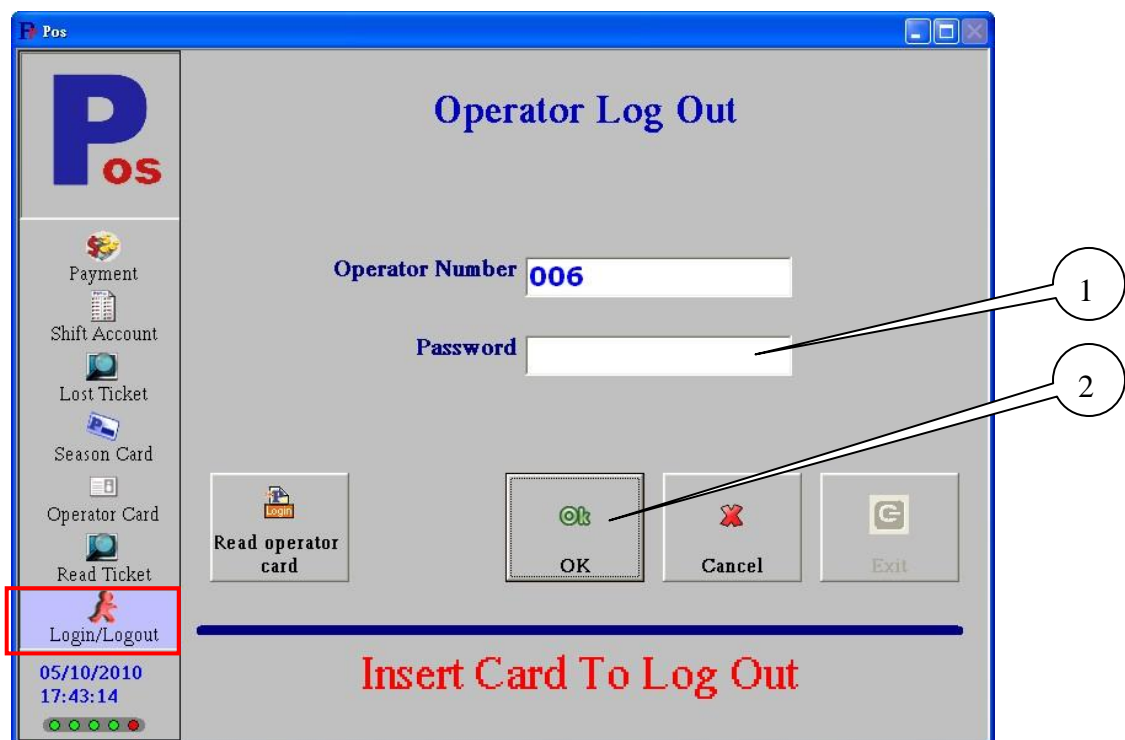 Pos
P
os
Operator Log Out
Operator Number 006
Password
1
2
Payment
Shift Account
Lost Ticket
Season Card
Operator Card
Read Ticket
Login/Logout
Login
Read operator
card
Ok
OK
Cancel
Exit
Insert Card To Log Out
05/10/2010
17:43:14